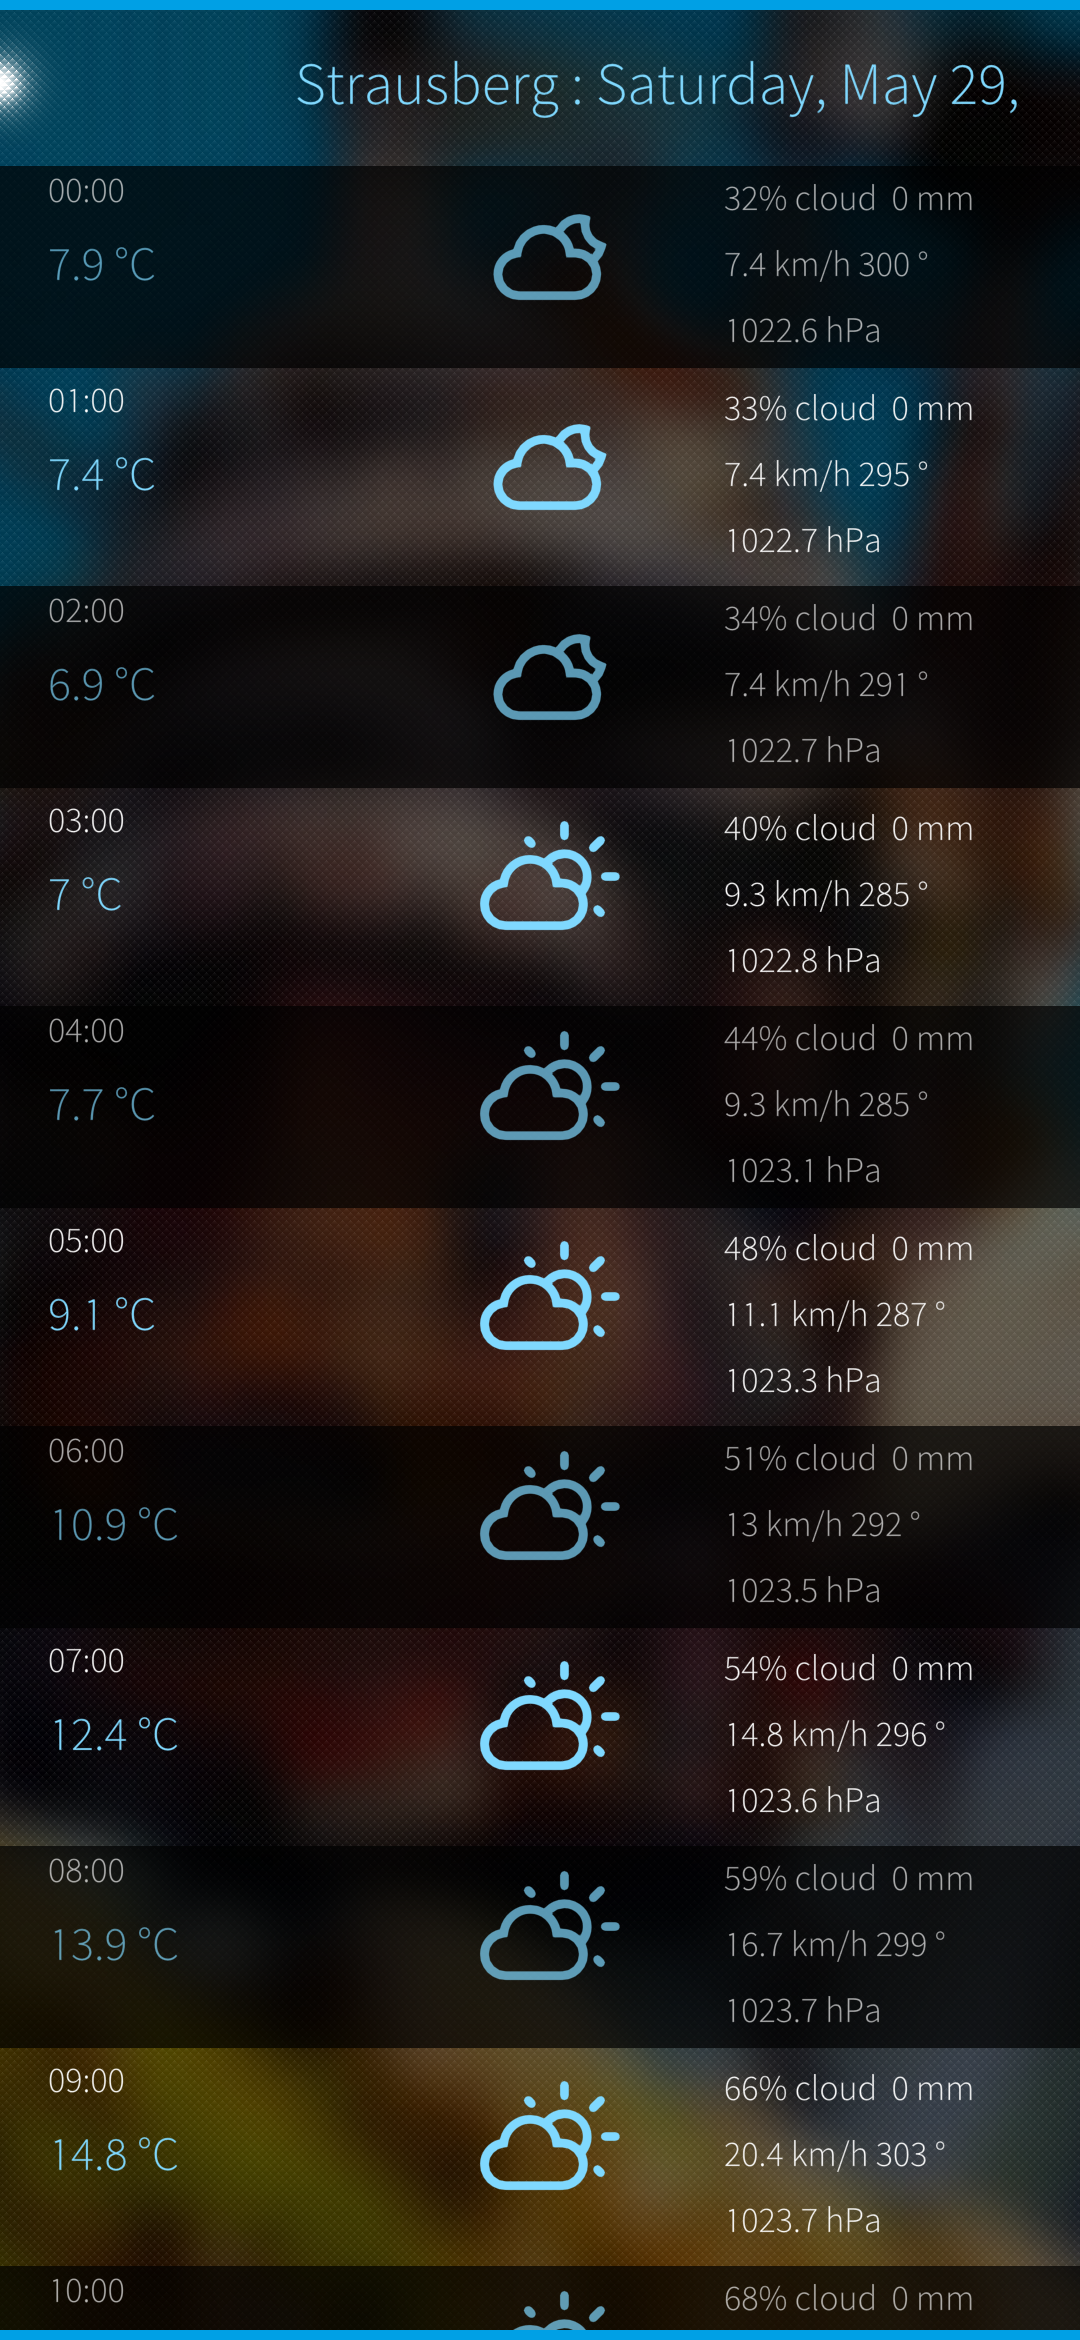 Strausberg : Saturday, May 29,
00:00
32% cloud 0 mm
7.9 °C
7.4 km/h 300 °
1022.6 hPa
01:00
33% cloud 0 mm
7.4 °C
7.4 km/h 295 °
1022.7 hPa
02:00
34% cloud 0 mm
6.9 °C
7.4 km/h 291 °
1022.7 hPa
03:00
40% cloud 0 mm
7 °C
9.3 km/h 285 °
1022.8 hPa
04:00
44% cloud 0 mm
7.7 °C
9.3 km/h 285 °
1023.1 hPa
05:00
48% cloud 0 mm
9.1 °C
11.1 km/h 287 °
1023.3 hPa
06:00
51% cloud 0 mm
10.9 °C
13 km/h 292 °
1023.5 hPa
07:00
54% cloud 0 mm
12.4 °C
14.8 km/h 296 °
1023.6 hPa
08:00
59% cloud 0 mm
13.9 °C
16.7 km/h 299 °
1023.7 hPa
09:00
66% cloud 0 mm
14.8 °C
20.4 km/h 303 °
1023.7 hPa
10:00
68% cloud 0 mm